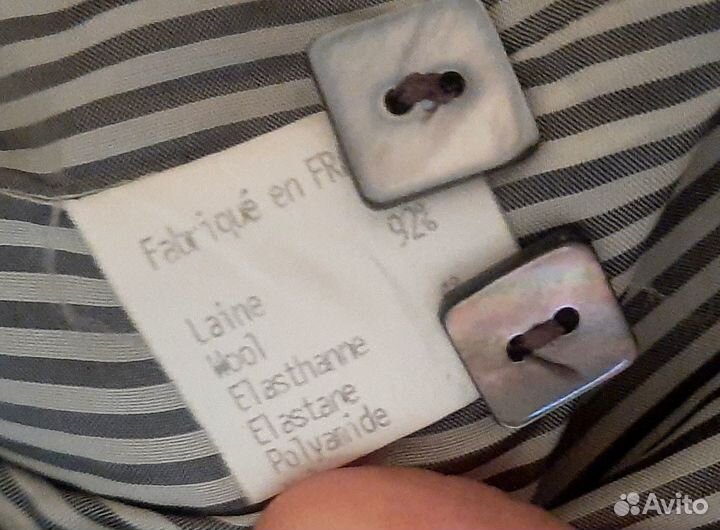 Fabriqué en FR
92%
Laine
Wool
Elasthanne
Elastane
Polyamide
Avito